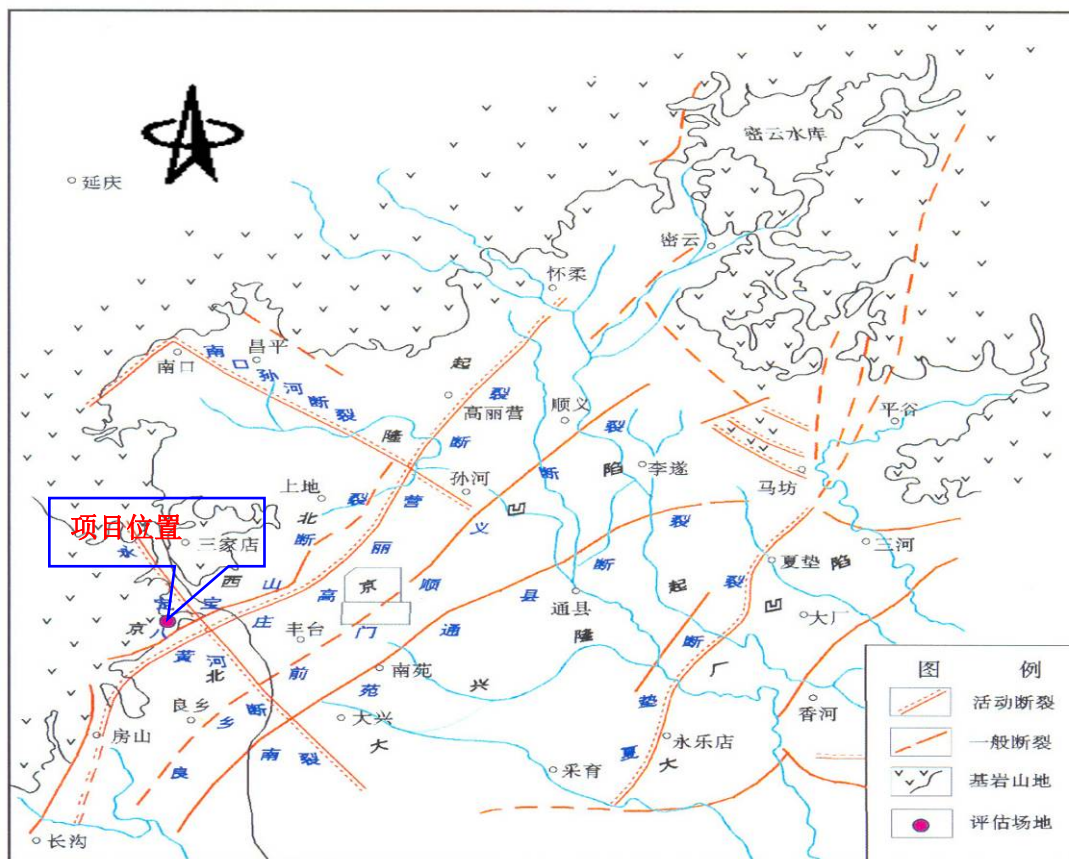 密云水库
延庆
密云
怀柔
南口
昌平
南口孙河断裂
起
高丽营
裂
顺义
平谷
隆
断
裂
陷
李遂
上地
孙河
断
马坊
项目位置
北
裂
营
凹
三家店
断
丽
义
裂
三河
永
西
山
高
京
顺
断
夏垫
陷
定
宝
庄
县
通县
起
裂
凹
京
八
丰台
门
通
隆
大厂
黄
河
北
前
南苑
兴
断
厂
图 例
良乡
断
苑
垫
香河
活动断裂
房山
乡
大兴
大
永乐店
一般断裂
良
南
裂
采育
夏
大
基岩山地
评估场地
长沟